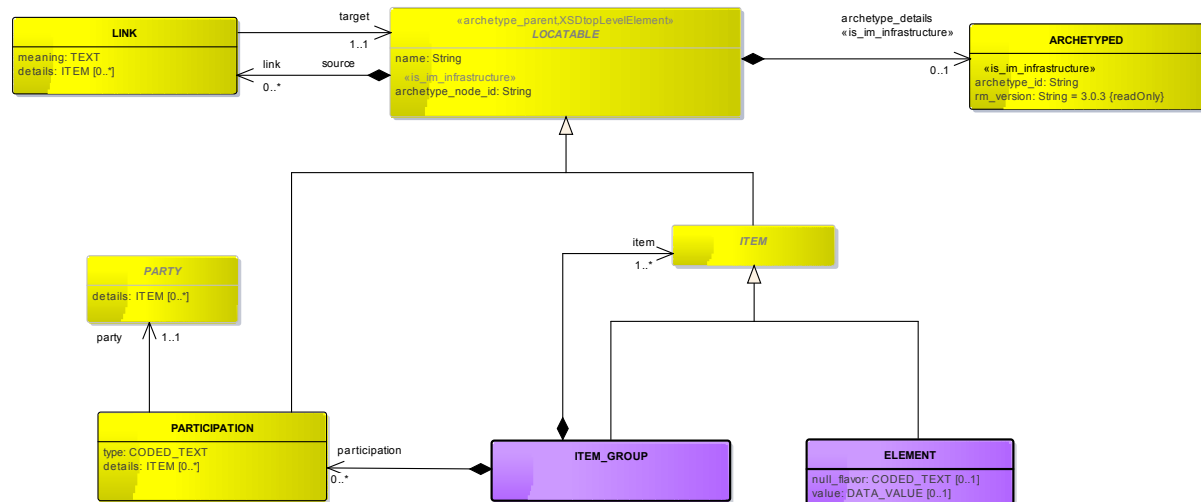 LINK
meaning: TEXT
details: ITEM [0..*]
target
1..1
link
source
0..*
«archetype_parent,XSDtopLevelElement»
LOCATABLE
name: String
«is_im_infrastructure»
archetype_node_id: String
archetype_details
«is_im_infrastructure»
0..1
ARCHETYPED
«is_im_infrastructure»
archetype_id: String
rm_version: String = 3.0.3 {readOnly}
item
1..*
ITEM
PARTY
details: ITEM [0..*]
party
1..1
PARTICIPATION
type: CODED_TEXT
details: ITEM [0..*]
participation
0..*
ITEM_GROUP
ELEMENT
null_flavor: CODED_TEXT [0..1]
value: DATA_VALUE [0..1]